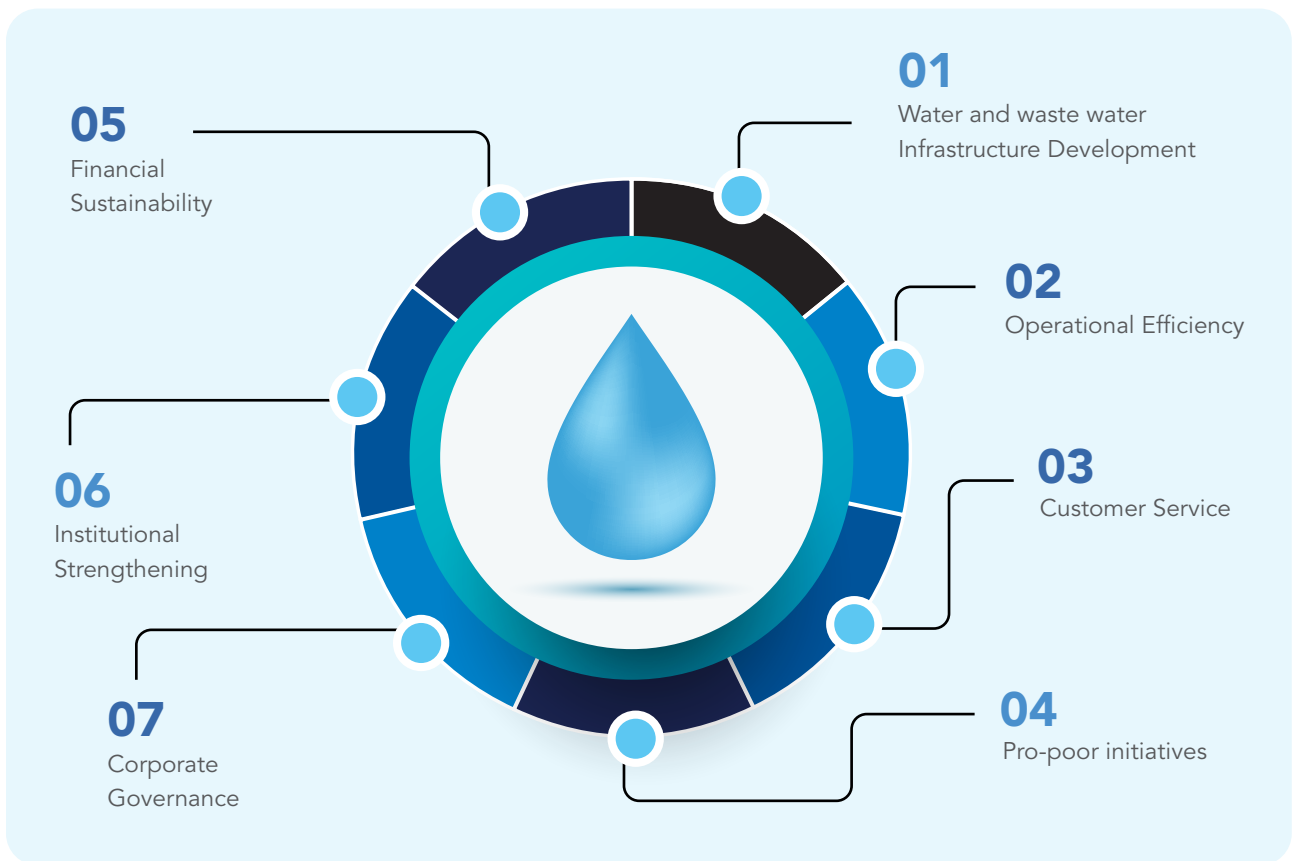 01
Water and waste water
Infrastructure Development
02
Operational Efficiency
03
Customer Service
04
Pro-poor initiatives
05
Financial
Sustainability
06
Institutional
Strengthening
07
Corporate
Governance